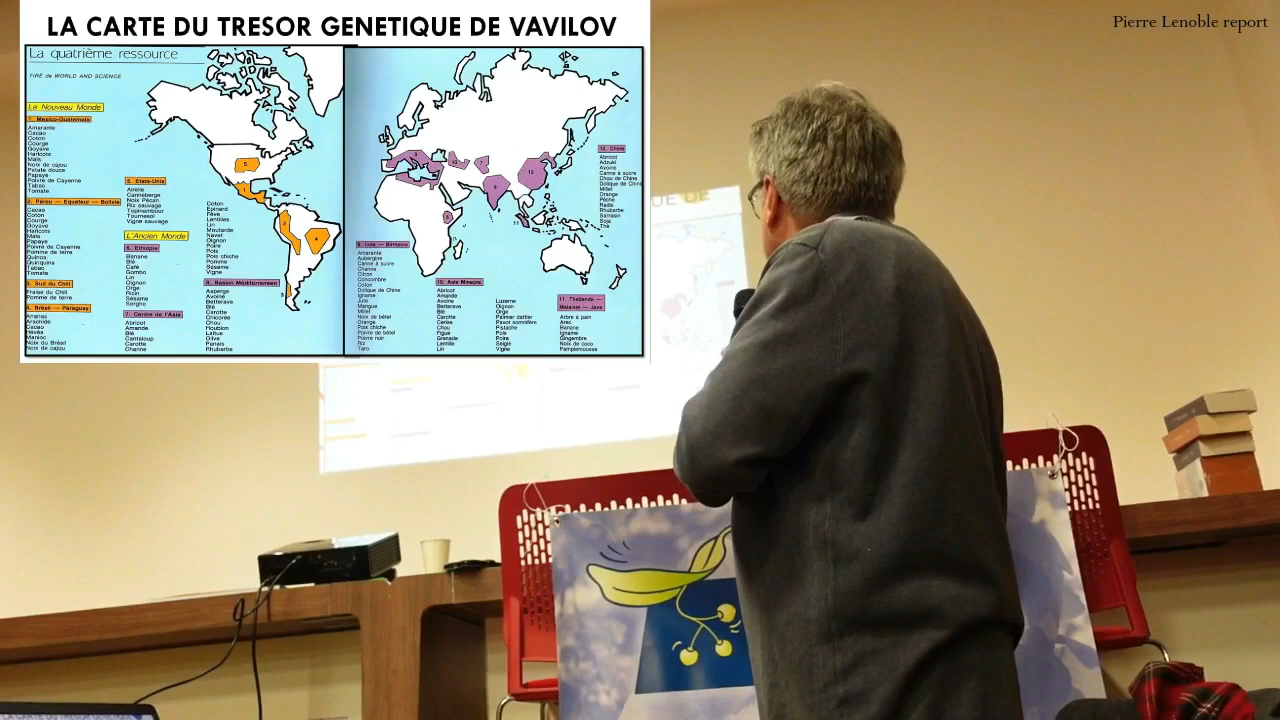 Pierre Lenoble report
LA CARTE DU TRESOR GENETIQUE DE VAVILOV
La quatrième ressource
TIRÉ de WORLD AND SCIENCE
Le Nouveau Monde
1. Mexico-Guatemala
Amarante
Cacao
Coton
Courge
Goyave
Haricots
Maïs
Noix de cajou
Patate douce
Papaye
Poivre de Cayenne
Tabac
Tomate
2. Pérou — Equateur — Bolivie
Cacao
Coton
Courge
Goyave
Haricots
Maïs
Papaye
Poivre de Cayenne
Pomme de terre
Quinoa
Quinquina
Tabac
Tomate
3. Sud du Chili
Fraise du Chili
Pomme de terre
4. Brésil — Paraguay
Ananas
Arachide
Cacao
Hévéa
Manioc
Noix du Brésil
Noix de cajou
5. Etats-Unis
Airelle
Canneberge
Noix Pécan
Riz sauvage
Topinambour
Tournesol
Vigne sauvage
L'Ancien Monde
6. Ethiopie
Banane
Blé
Café
Gombo
Lin
Oignon
Orge
Ricin
Sésame
Sorgho
7. Centre de l'Asie
Abricot
Amande
Blé
Cantaloup
Carotte
Chanvre
Coton
Epinard
Fève
Lentilles
Lin
Moutarde
Navet
Oignon
Poire
Pois
Pois chiche
Pomme
Sésame
Vigne
8. Bassin Méditerranéen
Asperge
Avoine
Betterave
Blé
Carotte
Chicorée
Chou
Houblon
Laitue
Olive
Panais
Rhubarbe
9. Inde — Birmanie
Amarante
Aubergine
Canne à sucre
Chanvre
Citron
Concombre
Coton
Dolique de Chine
Igname
Jute
Mangue
Millet
Noix de bétel
Orange
Pois chiche
Poivre de bétel
Poivre noir
Riz
Taro
10. Asie Mineure
Abricot
Amande
Avoine
Betterave
Blé
Carotte
Cerise
Chou
Figue
Grenade
Lentille
Lin
Luzerne
Oignon
Orge
Palmier dattier
Pavot somnifère
Pistache
Pois
Poire
Seigle
Vigne
11. Thaïlande —
Malaisie — Java
Arbre à pain
Arec
Banane
Igname
Gingembre
Noix de coco
Pamplemousse
12. Chine
Abricot
Adzuki
Avoine
Canne à sucre
Chou de Chine
Dolique de Chine
Millet
Orange
Pêche
Radis
Rhubarbe
Sarrasin
Soja
Thé